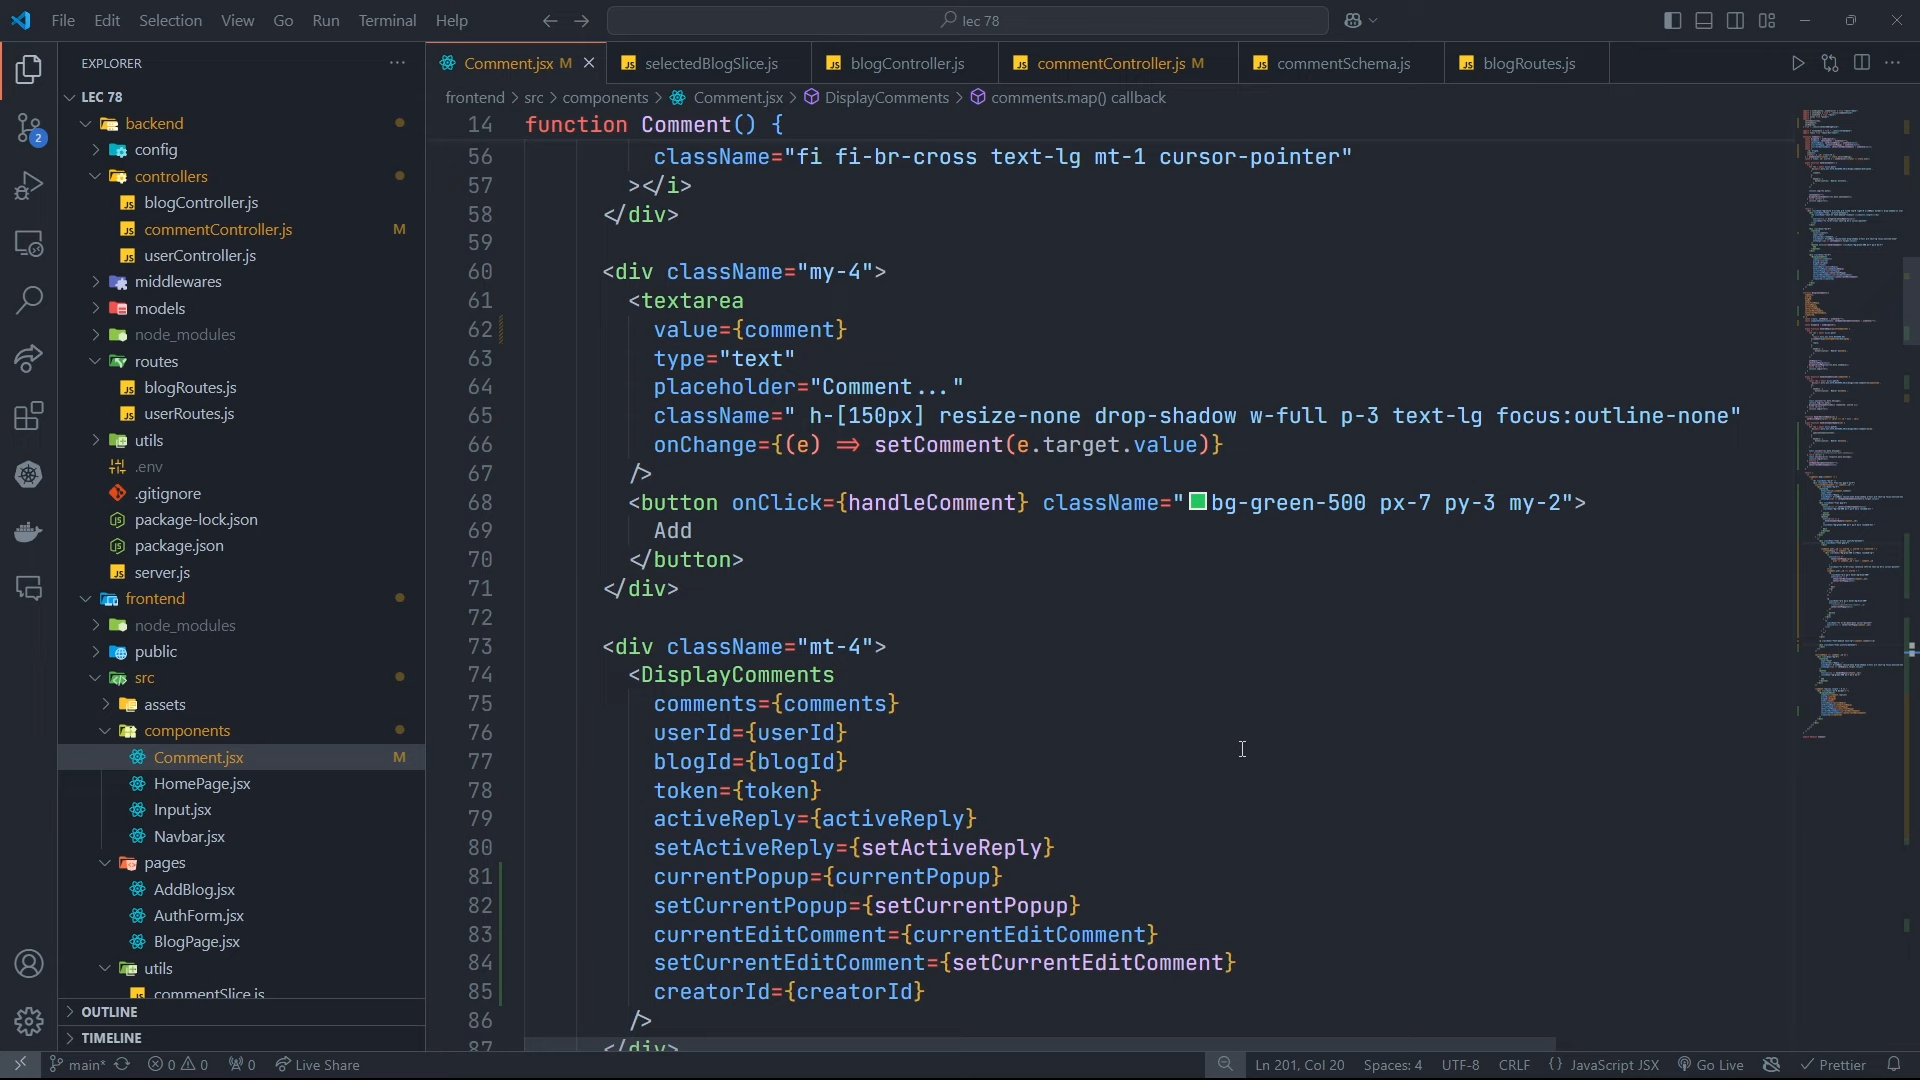 File Edit Selection View Go Run Terminal Help
lec 78
EXPLORER
LEC 78
backend
config
controllers
blogController.js
commentController.js M
userController.js
middlewares
models
node_modules
routes
blogRoutes.js
userRoutes.js
utils
.env
.gitignore
package-lock.json
package.json
server.js
frontend
node_modules
public
src
assets
components
Comment.jsx M
HomePage.jsx
Input.jsx
Navbar.jsx
pages
AddBlog.jsx
AuthForm.jsx
BlogPage.jsx
utils
commentSlice.js
OUTLINE
TIMELINE
2
Comment.jsx M
selectedBlogSlice.js
blogController.js
commentController.js M
commentSchema.js
blogRoutes.js
frontend > src > components > Comment.jsx > DisplayComments > comments.map() callback
14 function Comment() {
56 className="fi fi-br-cross text-lg mt-1 cursor-pointer"
57 ></i>
58 </div>
59
60 <div className="my-4">
61 <textarea
62 value={comment}
63 type="text"
64 placeholder="Comment..."
65 className=" h-[150px] resize-none drop-shadow w-full p-3 text-lg focus:outline-none"
66 onChange={(e) => setComment(e.target.value)}
67 />
68 <button onClick={handleComment} className="bg-green-500 px-7 py-3 my-2">
69 Add
70 </button>
71 </div>
72
73 <div className="mt-4">
74 <DisplayComments
75 comments={comments}
76 userId={userId}
77 blogId={blogId}
78 token={token}
79 activeReply={activeReply}
80 setActiveReply={setActiveReply}
81 currentPopup={currentPopup}
82 setCurrentPopup={setCurrentPopup}
83 currentEditComment={currentEditComment}
84 setCurrentEditComment={setCurrentEditComment}
85 creatorId={creatorId}
86 />
87 </div>
main* 0 0 0 Live Share
Ln 201, Col 20 Spaces: 4 UTF-8 CRLF {} JavaScript JSX Go Live Prettier